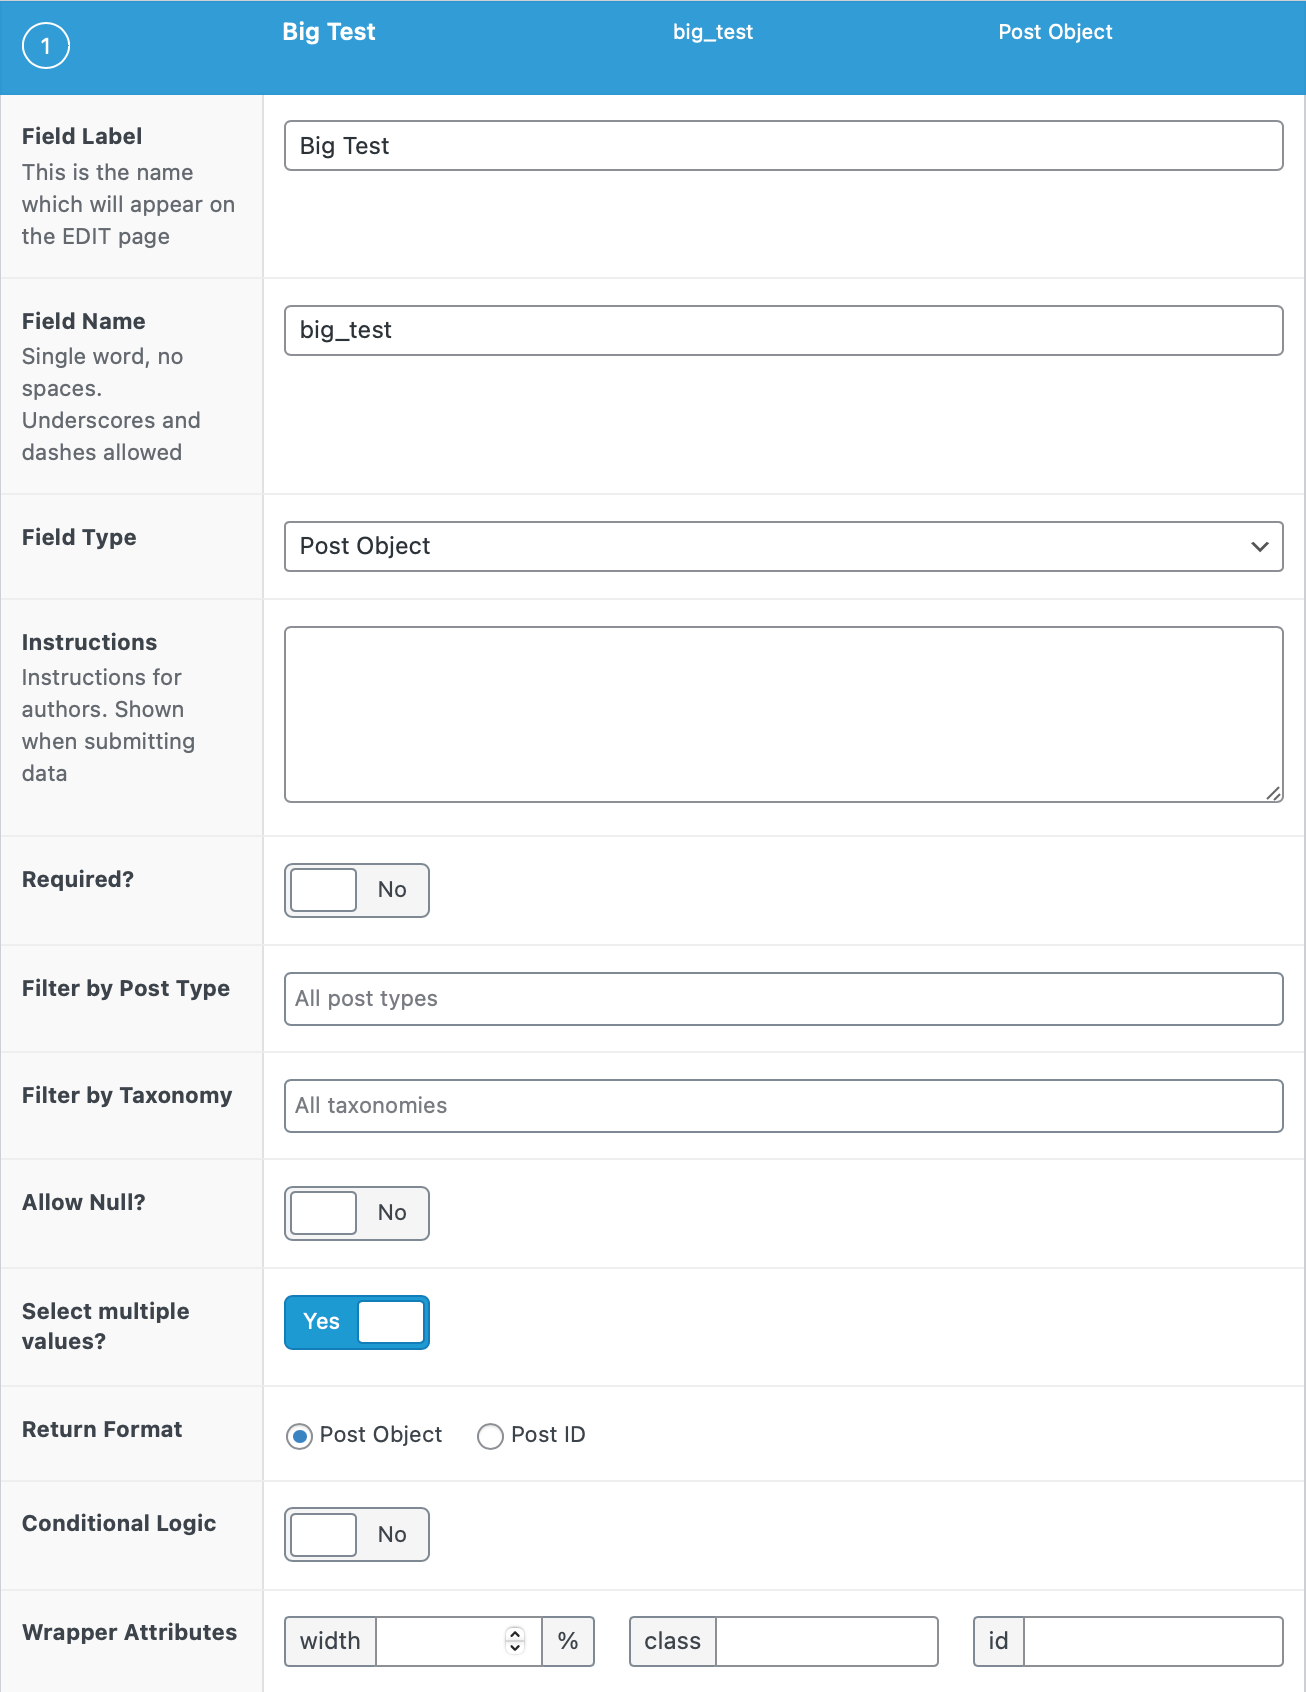 1 Big Test big_test Post Object
Field Label
This is the name
which will appear on
the EDIT page
Big Test
Field Name
Single word, no
spaces.
Underscores and
dashes allowed
big_test
Field Type
Post Object
Instructions
Instructions for
authors. Shown
when submitting
data
Required?
No
Filter by Post Type
All post types
Filter by Taxonomy
All taxonomies
Allow Null?
No
Select multiple
values?
Yes
Return Format
Post Object Post ID
Conditional Logic
No
Wrapper Attributes
width % class id